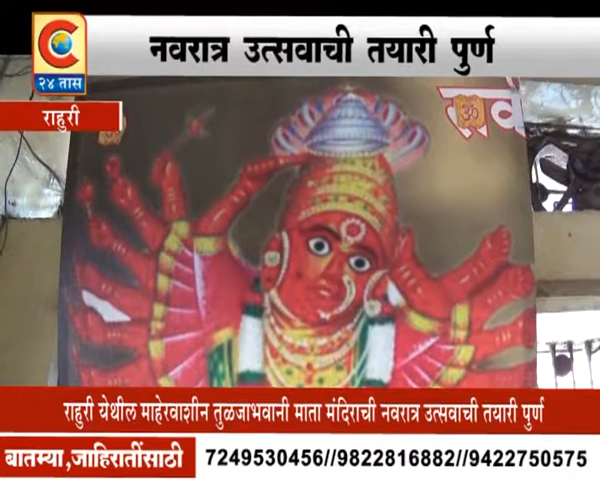 नवरात्र उत्सवाची तयारी पुर्ण
C
२४ तास
राहुरी
ॐ
ॐ
राहुरी येथील माहेरवाशीन तुळजाभवानी माता मंदिराची नवरात्र उत्सवाची तयारी पुर्ण
बातम्या,जाहिरातींसाठी
7249530456//9822816882//9422750575